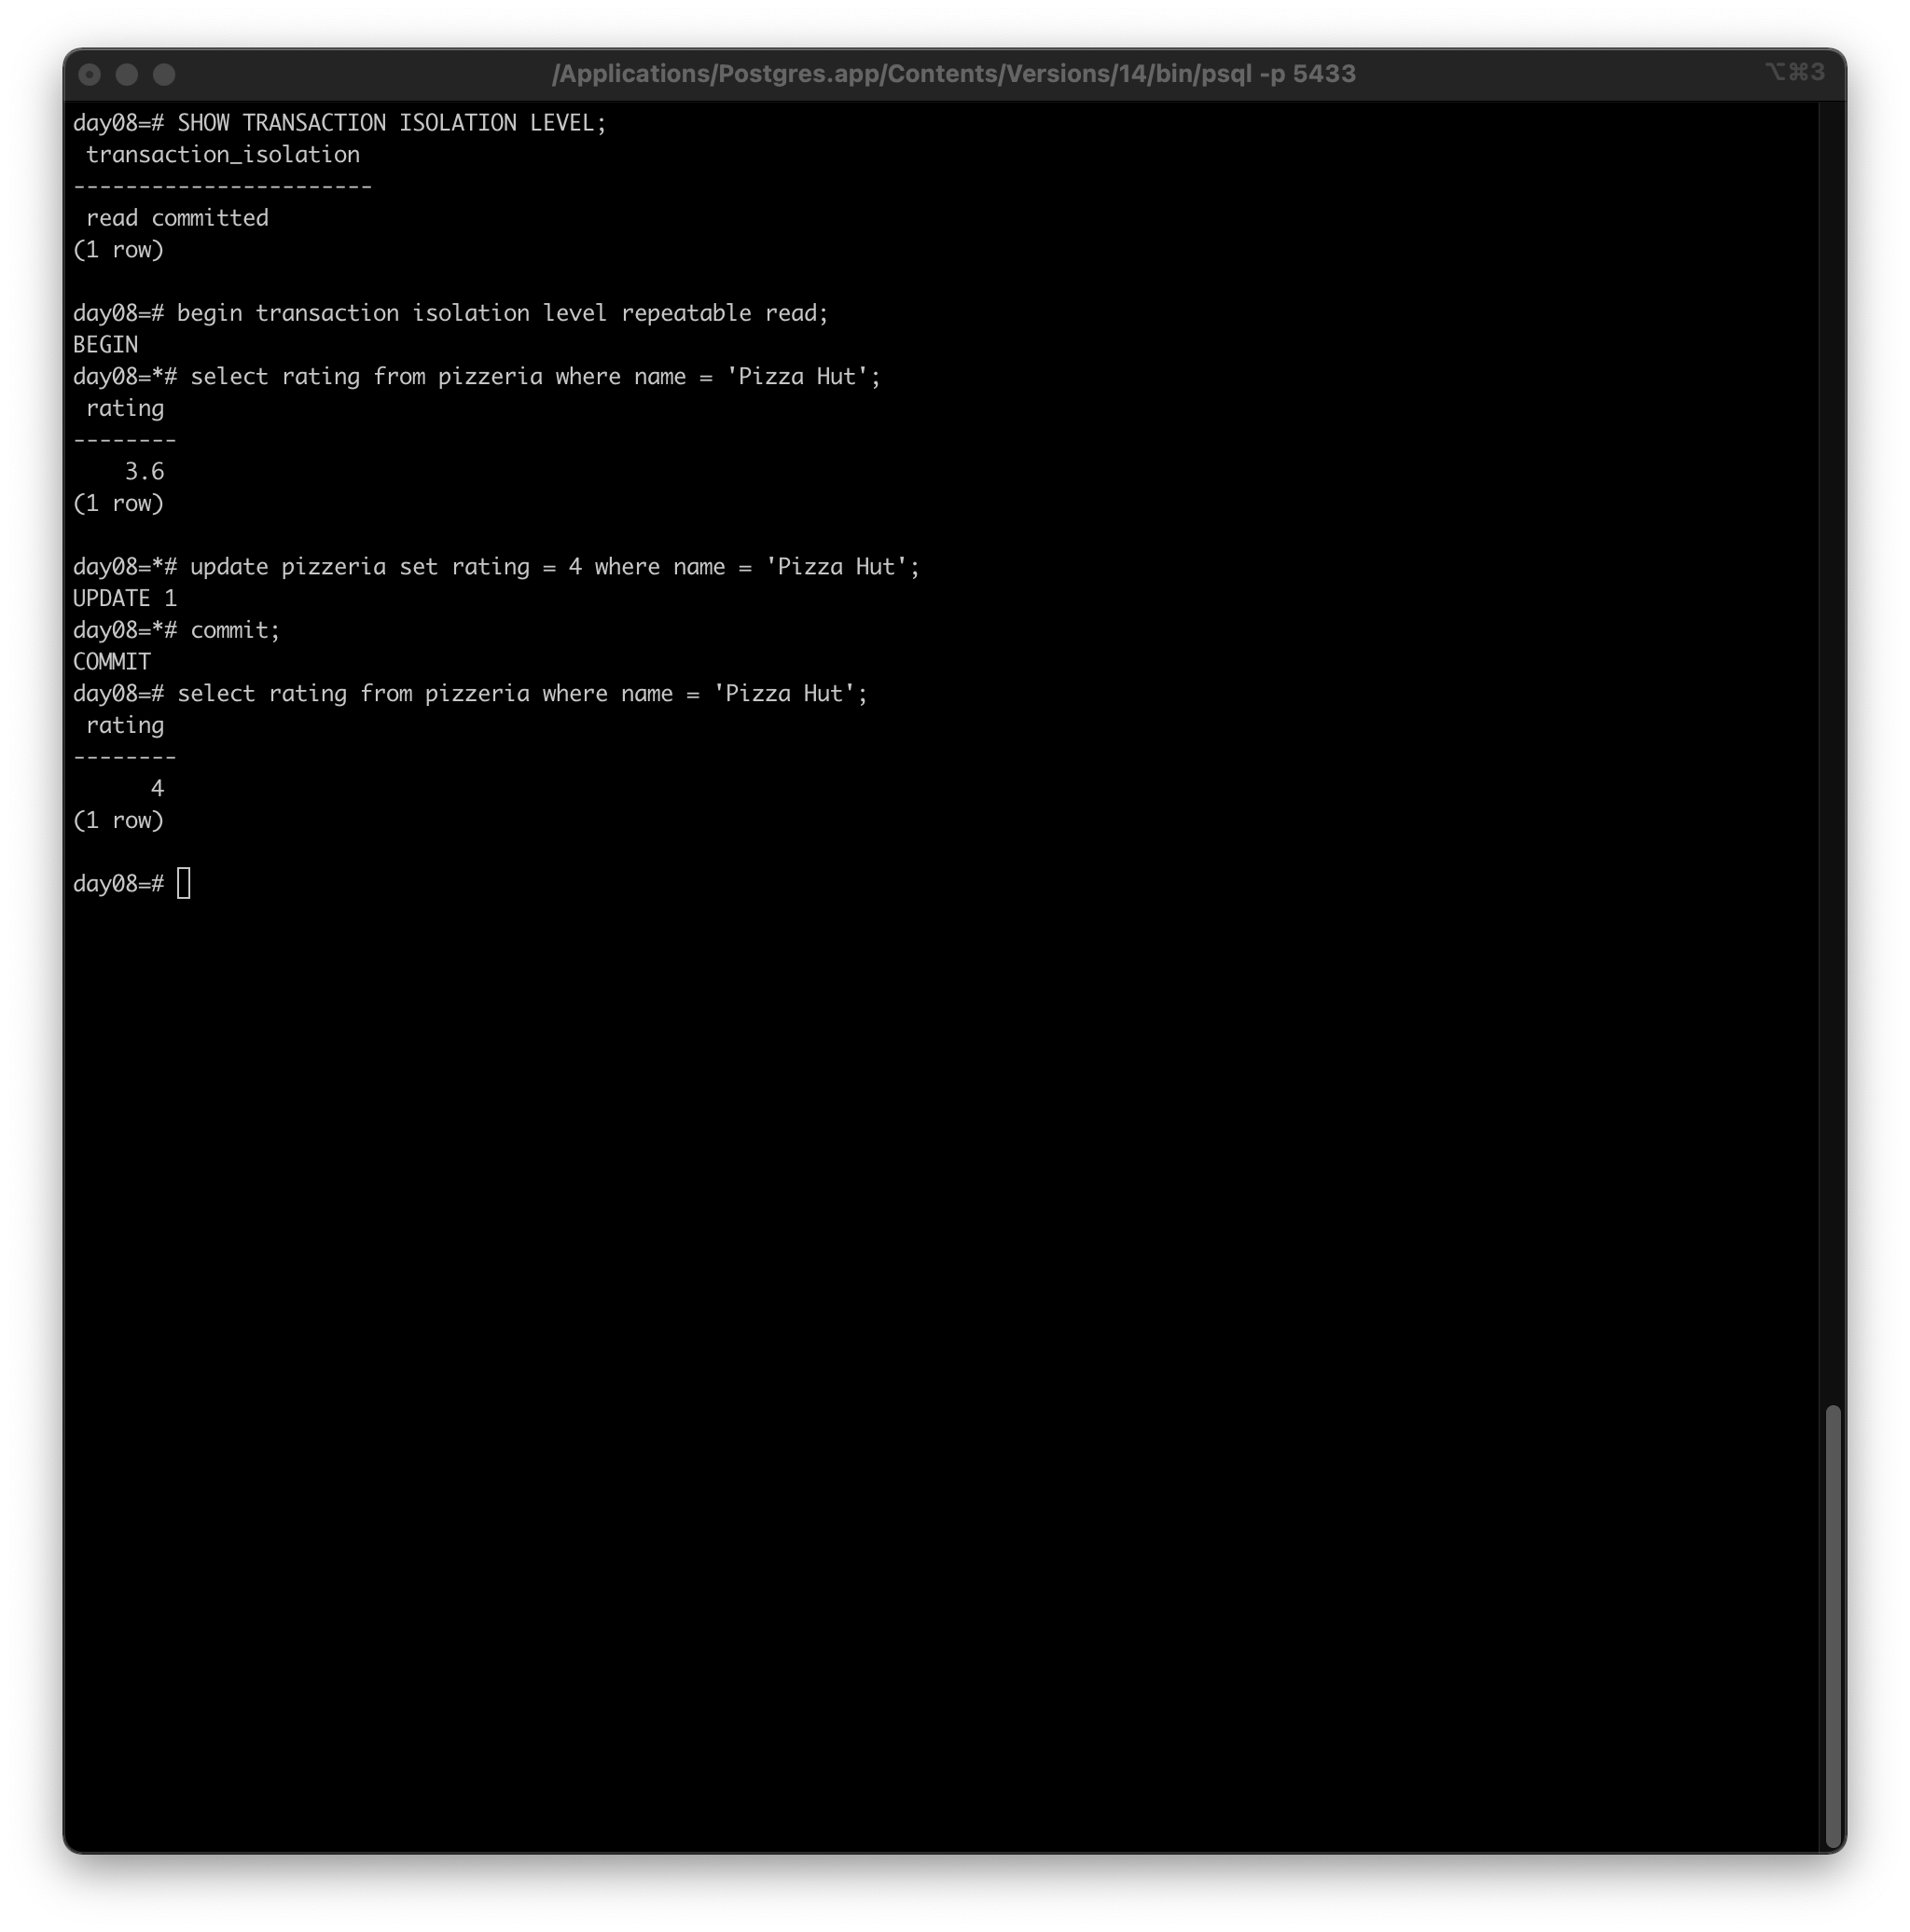 /Applications/Postgres.app/Contents/Versions/14/bin/psql -p 5433
⌥⌘3
day08=# SHOW TRANSACTION ISOLATION LEVEL;
 transaction_isolation
-----------------------
 read committed
(1 row)

day08=# begin transaction isolation level repeatable read;
BEGIN
day08=*# select rating from pizzeria where name = 'Pizza Hut';
 rating
--------
    3.6
(1 row)

day08=*# update pizzeria set rating = 4 where name = 'Pizza Hut';
UPDATE 1
day08=*# commit;
COMMIT
day08=# select rating from pizzeria where name = 'Pizza Hut';
 rating
--------
      4
(1 row)

day08=#